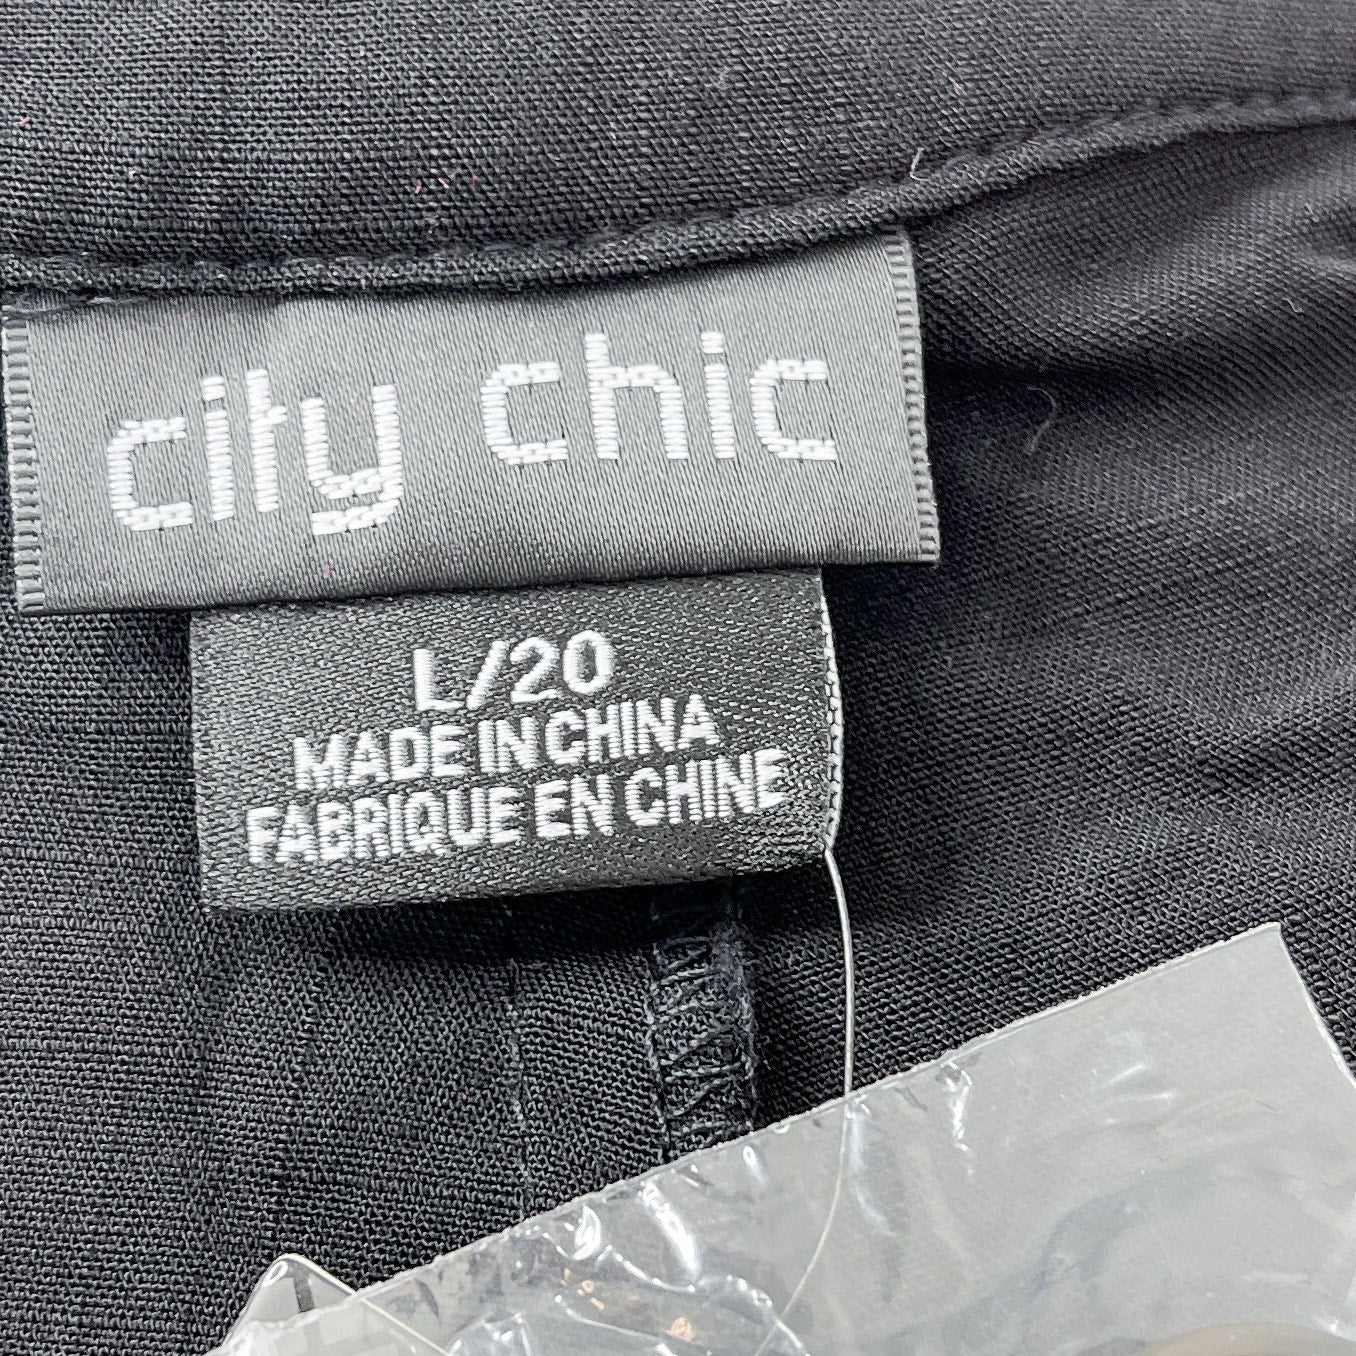 city chic
L/20
MADE IN CHINA
FABRIQUE EN CHINE